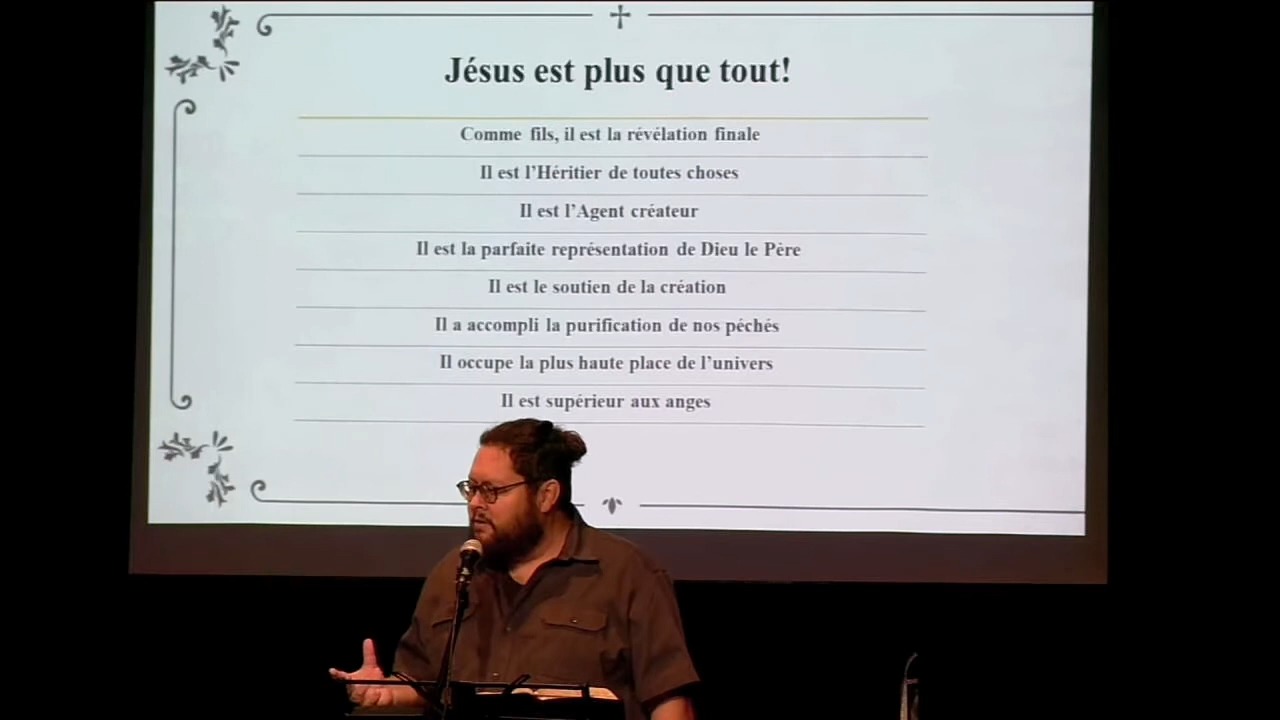 Jésus est plus que tout!
Comme fils, il est la révélation finale
Il est l’Héritier de toutes choses
Il est l’Agent créateur
Il est la parfaite représentation de Dieu le Père
Il est le soutien de la création
Il a accompli la purification de nos péchés
Il occupe la plus haute place de l’univers
Il est supérieur aux anges